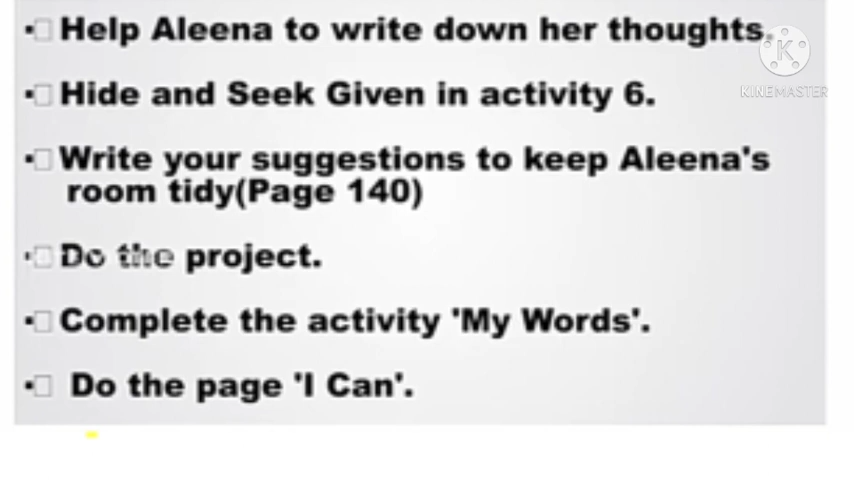 Help Aleena to write down her thoughts.
Hide and Seek Given in activity 6.
Write your suggestions to keep Aleena's
room tidy(Page 140)
Do the project.
Complete the activity 'My Words'.
Do the page 'I Can'.
K
KINEMASTER